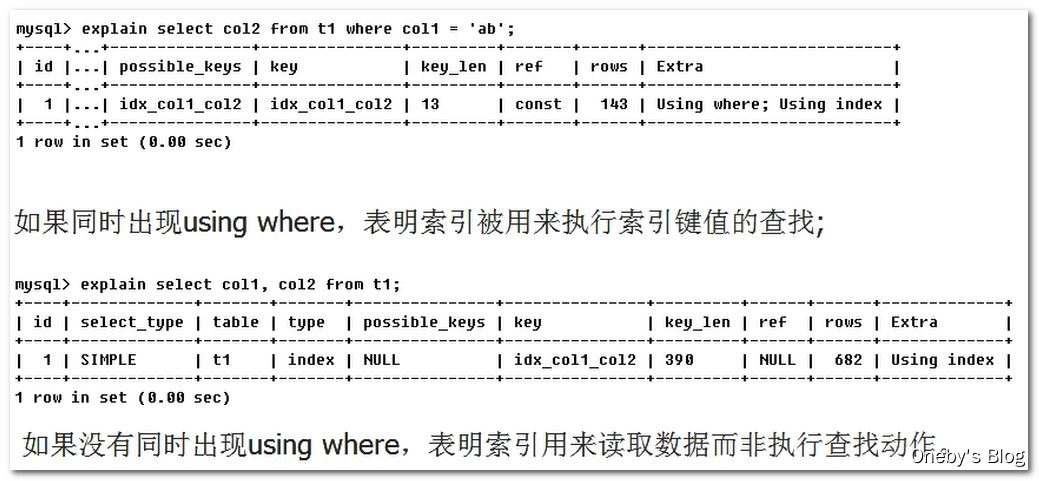 mysql> explain select col2 from t1 where col1 = 'ab';
+----+...+---------------+---------------+---------+-------+------+--------------------------+
| id |...| possible_keys | key           | key_len | ref   | rows | Extra                    |
+----+...+---------------+---------------+---------+-------+------+--------------------------+
|  1 |...| idx_col1_col2 | idx_col1_col2 | 13      | const |  143 | Using where; Using index |
+----+...+---------------+---------------+---------+-------+------+--------------------------+
1 row in set (0.00 sec)
如果同时出现using where，表明索引被用来执行索引键值的查找;
mysql> explain select col1, col2 from t1;
+----+-------------+-------+-------+---------------+---------------+---------+------+------+-------------+
| id | select_type | table | type  | possible_keys | key           | key_len | ref  | rows | Extra       |
+----+-------------+-------+-------+---------------+---------------+---------+------+------+-------------+
|  1 | SIMPLE      | t1    | index | NULL          | idx_col1_col2 | 390     | NULL |  682 | Using index |
+----+-------------+-------+-------+---------------+---------------+---------+------+------+-------------+
1 row in set (0.00 sec)
如果没有同时出现using where，表明索引用来读取数据而非执行查找动作。
Oneby's Blog